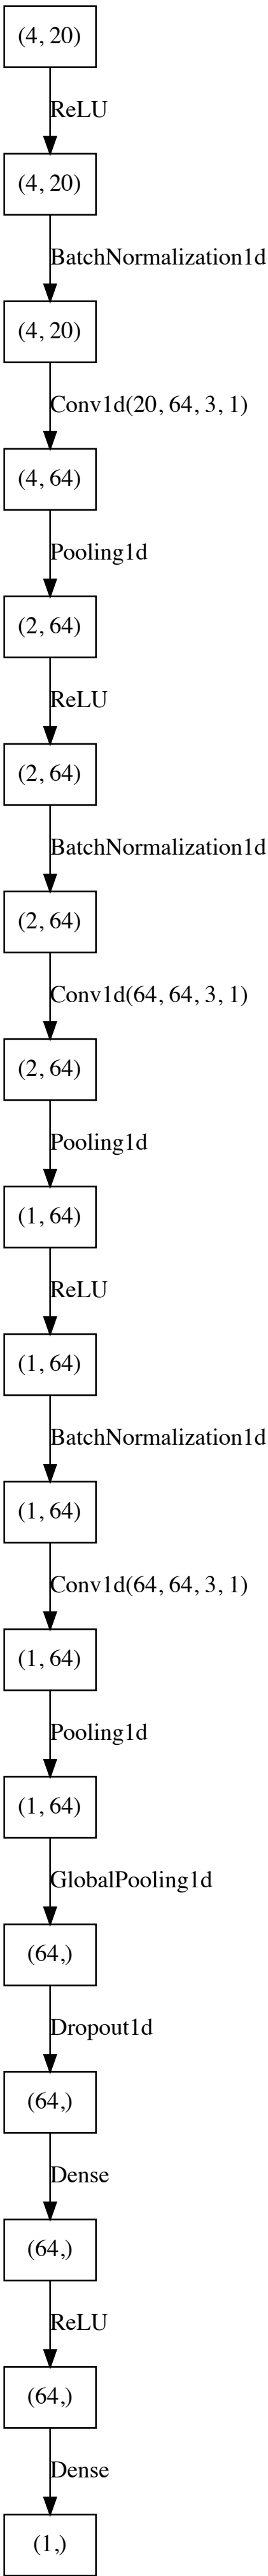 (4, 20)
ReLU
(4, 20)
BatchNormalization1d
(4, 20)
Conv1d(20, 64, 3, 1)
(4, 64)
Pooling1d
(2, 64)
ReLU
(2, 64)
BatchNormalization1d
(2, 64)
Conv1d(64, 64, 3, 1)
(2, 64)
Pooling1d
(1, 64)
ReLU
(1, 64)
BatchNormalization1d
(1, 64)
Conv1d(64, 64, 3, 1)
(1, 64)
Pooling1d
(1, 64)
GlobalPooling1d
(64,)
Dropout1d
(64,)
Dense
(64,)
ReLU
(64,)
Dense
(1,)